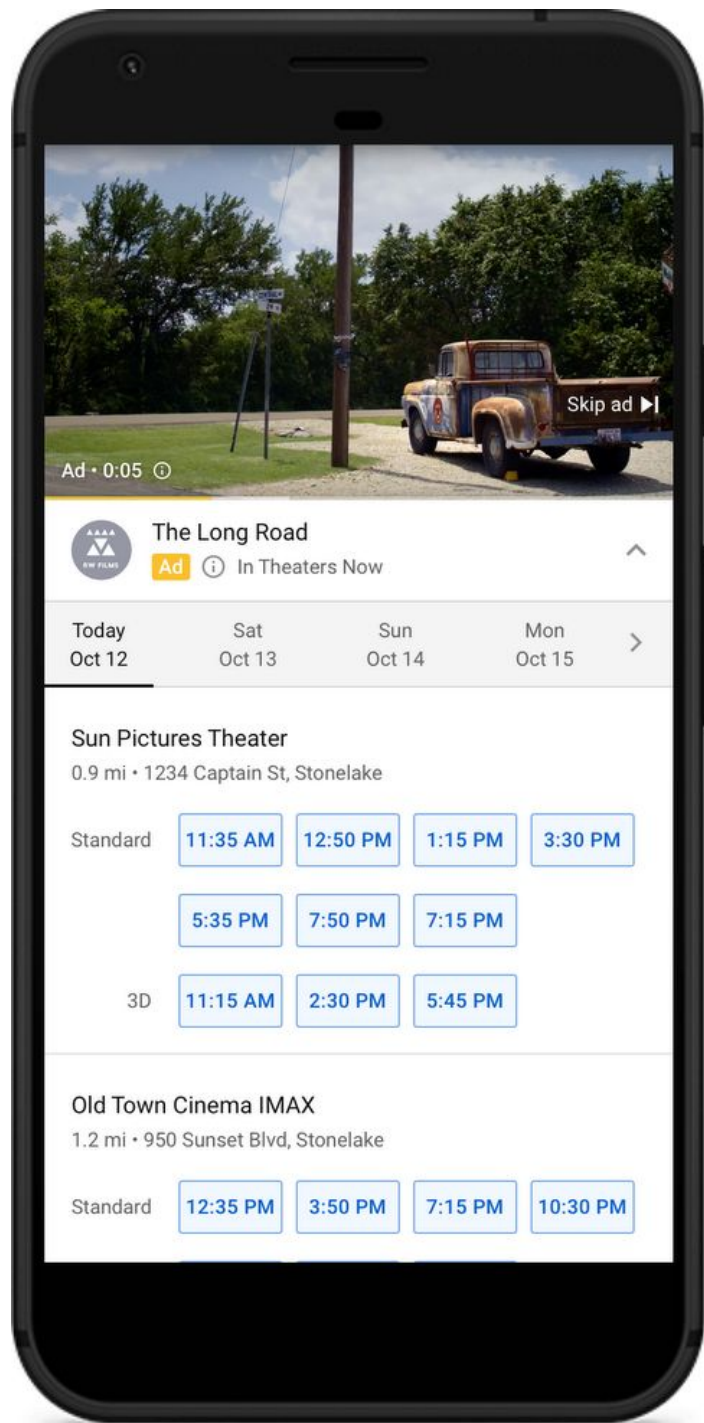 Skip ad
Ad • 0:05
The Long Road
RW FILMS
Ad In Theaters Now
Today Sat Sun Mon
Oct 12 Oct 13 Oct 14 Oct 15
Sun Pictures Theater
0.9 mi • 1234 Captain St, Stonelake
Standard 11:35 AM 12:50 PM 1:15 PM 3:30 PM
5:35 PM 7:50 PM 7:15 PM
3D 11:15 AM 2:30 PM 5:45 PM
Old Town Cinema IMAX
1.2 mi • 950 Sunset Blvd, Stonelake
Standard 12:35 PM 3:50 PM 7:15 PM 10:30 PM